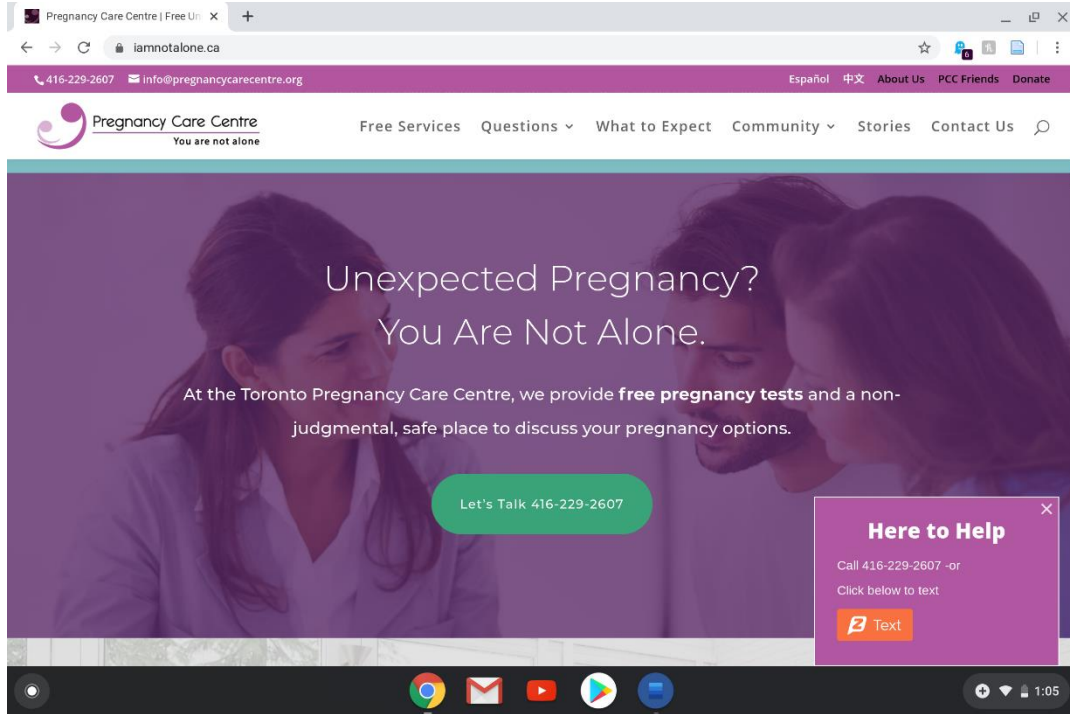 Pregnancy Care Centre | Free Un
iamnotalone.ca
6
416-229-2607 info@pregnancycarecentre.org Español 中文 About Us PCC Friends Donate
Pregnancy Care Centre
You are not alone
Free Services Questions What to Expect Community Stories Contact Us
Unexpected Pregnancy?
You Are Not Alone.
At the Toronto Pregnancy Care Centre, we provide free pregnancy tests and a non-
judgmental, safe place to discuss your pregnancy options.
Let's Talk 416-229-2607
Here to Help
Call 416-229-2607 -or
Click below to text
Text
1:05